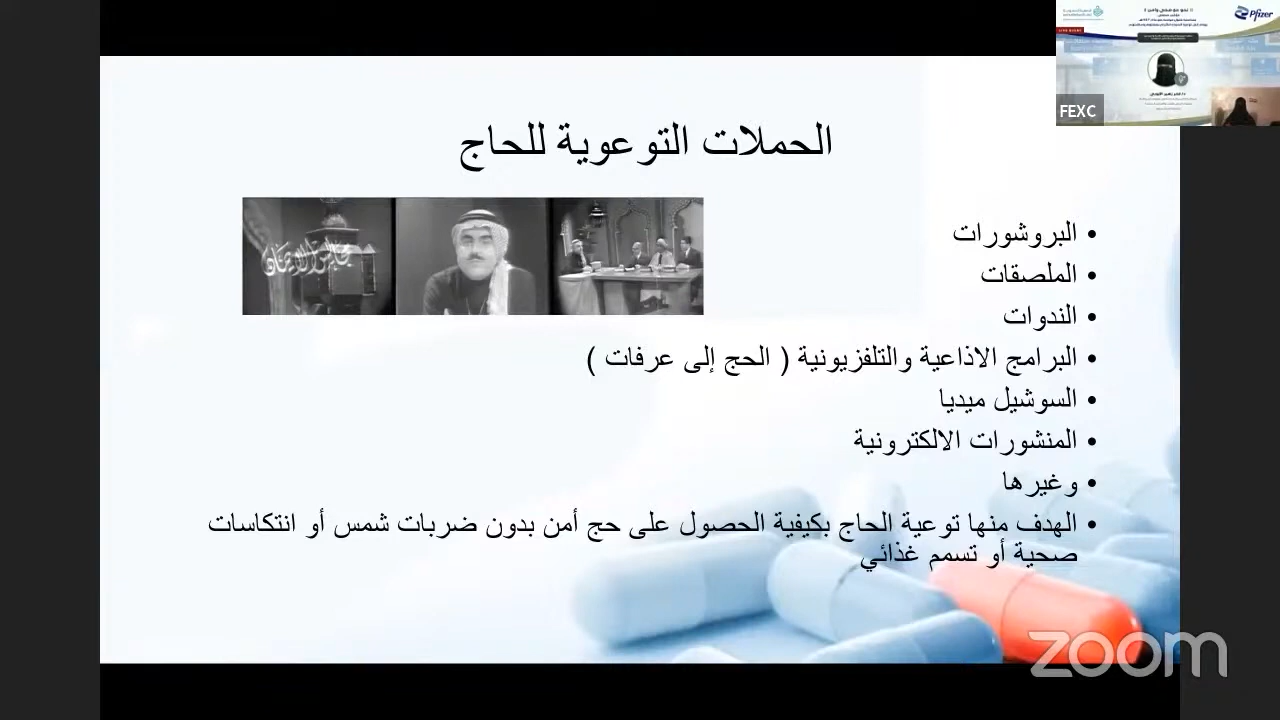 الحملات التوعوية للحاج
• البروشورات
• الملصقات
• الندوات
• البرامج الاذاعية والتلفزيونية ( الحج إلى عرفات )
• السوشيل ميديا
• المنشورات الالكترونية
• وغيرها
• الهدف منها توعية الحاج بكيفية الحصول على حج أمن بدون ضربات شمس أو انتكاسات
صحية أو تسمم غذائي
Pfizer
FEXC
zoom